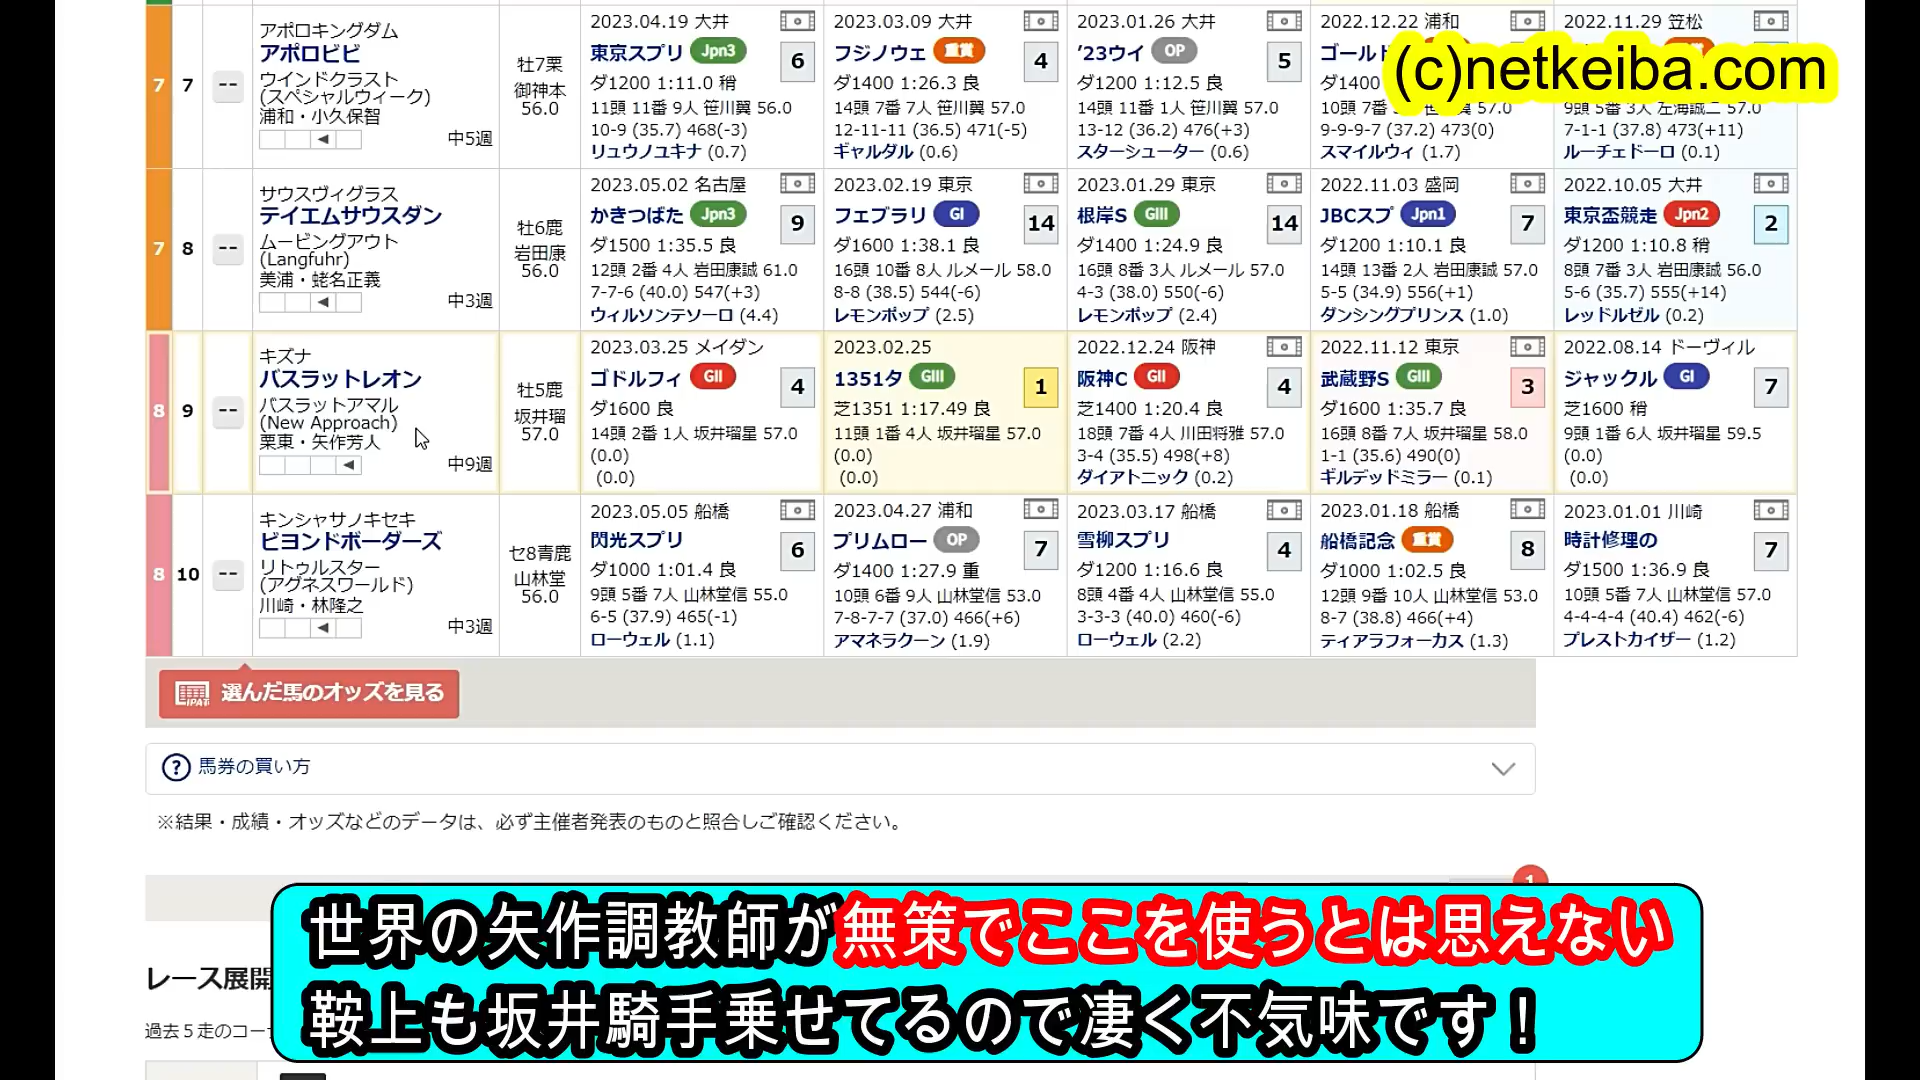 7 7 -- アポロキングダム
アポロビビ
ウインドクラスト
(スペシャルウィーク)
浦和・小久保智
中5週
牡7栗
御神本
56.0
2023.04.19 大井
東京スプリ Jpn3 6
ダ1200 1:11.0 稍
11頭 11番 9人 笹川翼 56.0
10-9 (35.7) 468(-3)
リュウノユキナ (0.7)
2023.03.09 大井
フジノウェ 重賞 4
ダ1400 1:26.3 良
14頭 7番 7人 笹川翼 57.0
12-11-11 (36.5) 471(-5)
ギャルダル (0.6)
2023.01.26 大井
'23ウイ OP 5
ダ1200 1:12.5 良
14頭 11番 1人 笹川翼 57.0
13-12 (36.2) 476(+3)
スターシューター (0.6)
2022.12.22 浦和
ゴールド
ダ1400
10頭 7番 57.0
9-9-9-7 (37.2) 473(0)
スマイルウィ (1.7)
2022.11.29 笠松
9頭 5番 3人 左海誠二 57.0
7-1-1 (37.8) 473(+11)
ルーチェドーロ (0.1)
(c)netkeiba.com
7 8 -- サウスヴィグラス
テイエムサウスダン
ムービングアウト
(Langfuhr)
美浦・蛯名正義
中3週
牡6鹿
岩田康
56.0
2023.05.02 名古屋
かきつばた Jpn3 9
ダ1500 1:35.5 良
12頭 2番 4人 岩田康誠 61.0
7-7-6 (40.0) 547(+3)
ウィルソンテソーロ (4.4)
2023.02.19 東京
フェブラリ GI 14
ダ1600 1:38.1 良
16頭 10番 8人 ルメール 58.0
8-8 (38.5) 544(-6)
レモンポップ (2.5)
2023.01.29 東京
根岸S GIII 14
ダ1400 1:24.9 良
16頭 8番 3人 ルメール 57.0
4-3 (38.0) 550(-6)
レモンポップ (2.4)
2022.11.03 盛岡
JBCスプ Jpn1 7
ダ1200 1:10.1 良
14頭 13番 2人 岩田康誠 57.0
5-5 (34.9) 556(+1)
ダンシングプリンス (1.0)
2022.10.05 大井
東京盃競走 Jpn2 2
ダ1200 1:10.8 稍
8頭 7番 3人 岩田康誠 56.0
5-6 (35.7) 555(+14)
レッドルゼル (0.2)
8 9 -- キズナ
バスラットレオン
バスラットアマル
(New Approach)
栗東・矢作芳人
中9週
牡5鹿
坂井瑠
57.0
2023.03.25 メイダン
ゴドルフィ GII 4
ダ1600 良
14頭 2番 1人 坂井瑠星 57.0
(0.0)
(0.0)
2023.02.25
1351タ GIII 1
芝1351 1:17.49 良
11頭 1番 4人 坂井瑠星 57.0
(0.0)
(0.0)
2022.12.24 阪神
阪神C GII 4
芝1400 1:20.4 良
18頭 7番 4人 川田将雅 57.0
3-4 (35.5) 498(+8)
ダイアトニック (0.2)
2022.11.12 東京
武蔵野S GIII 3
ダ1600 1:35.7 良
16頭 8番 7人 坂井瑠星 58.0
1-1 (35.6) 490(0)
ギルデッドミラー (0.1)
2022.08.14 ドーヴィル
ジャックル GI 7
芝1600 稍
9頭 1番 6人 坂井瑠星 59.5
(0.0)
(0.0)
8 10 -- キンシャサノキセキ
ビヨンドボーダーズ
リトゥルスター
(アグネスワールド)
川崎・林隆之
中3週
セ8青鹿
山林堂
56.0
2023.05.05 船橋
閃光スプリ 6
ダ1000 1:01.4 良
9頭 5番 7人 山林堂信 55.0
6-5 (37.9) 465(-1)
ローウェル (1.1)
2023.04.27 浦和
プリムロー OP 7
ダ1400 1:27.9 重
10頭 6番 9人 山林堂信 53.0
7-8-7-7 (37.0) 466(+6)
アマネラクーン (1.9)
2023.03.17 船橋
雪柳スプリ 4
ダ1200 1:16.6 良
8頭 4番 4人 山林堂信 55.0
3-3-3 (40.0) 460(-6)
ローウェル (2.2)
2023.01.18 船橋
船橋記念 重賞 8
ダ1000 1:02.5 良
12頭 9番 10人 山林堂信 53.0
8-7 (38.8) 466(+4)
ティアラフォーカス (1.3)
2023.01.01 川崎
時計修理の 7
ダ1500 1:36.9 良
10頭 5番 7人 山林堂信 57.0
4-4-4-4 (40.4) 462(-6)
プレストカイザー (1.2)
IPAT 選んだ馬のオッズを見る
? 馬券の買い方
※結果・成績・オッズなどのデータは、必ず主催者発表のものと照合しご確認ください。
1
世界の矢作調教師が無策でここを使うとは思えない
鞍上も坂井騎手乗せてるので凄く不気味です！
レース展開
過去5走のコー